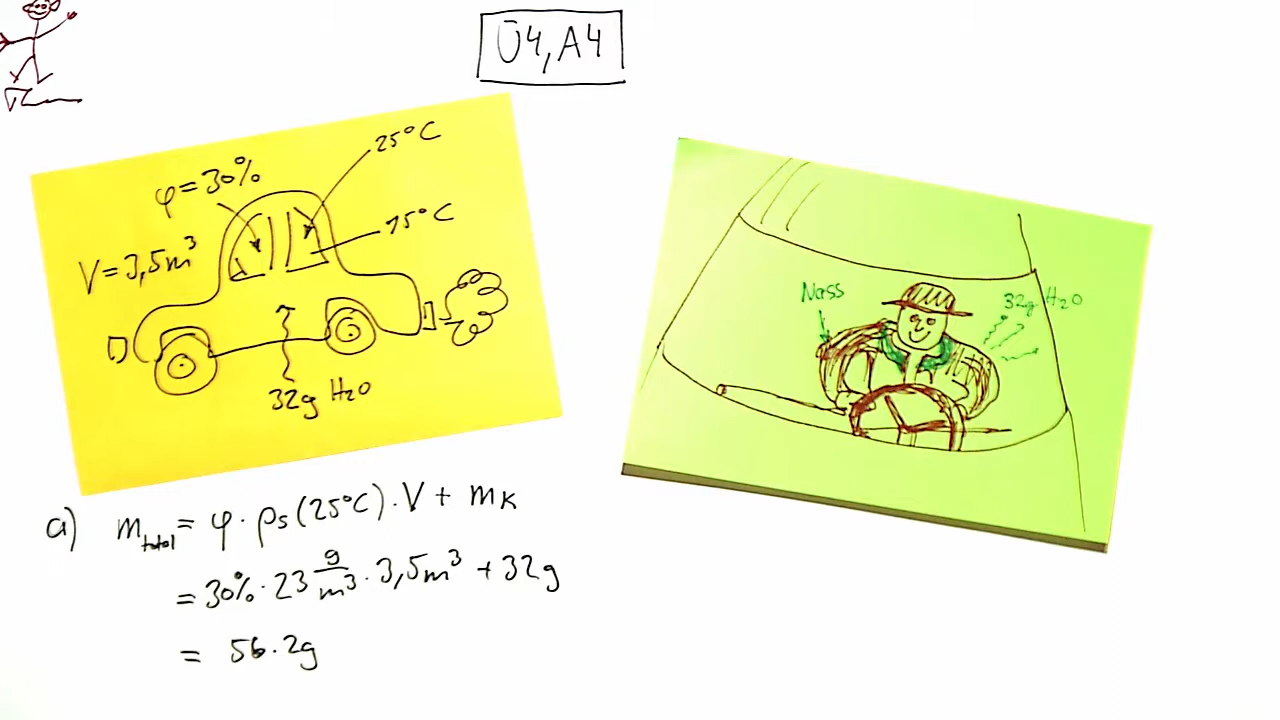 Ü4, A4
25°C
φ=30%
15°C
V=3,5m³
32g H₂O
Nass
32g H₂O
a) m_total = φ · ρs(25°C) · V + mK
= 30% · 23 g/m³ · 3,5m³ + 32g
= 56.2g